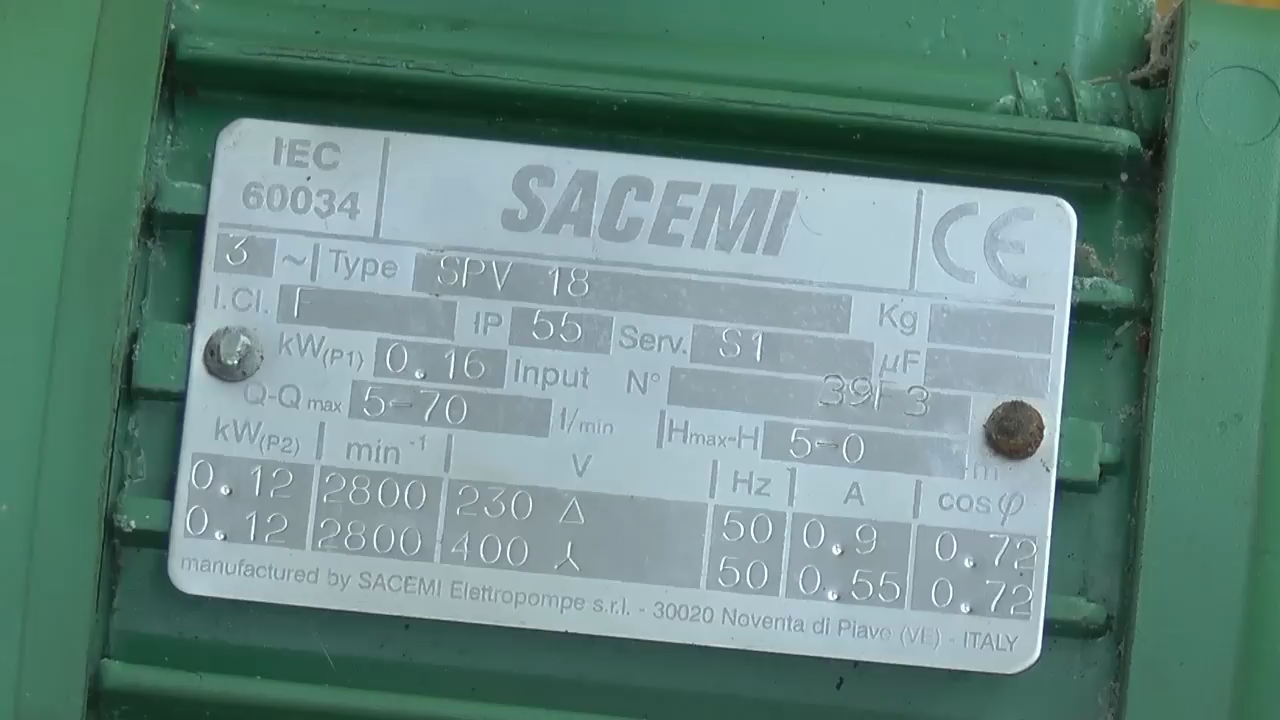 IEC
60034
SACEMI
CE
3 ~ Type SPV 18 Kg
I.Cl. F IP 55 Serv. S1 µF
kW(P1) 0.16 Input N° 39F3
Q-Q max 5-70 l/min Hmax-H 5-0 m
kW(P2) min-1 V Hz A cosφ
0.12 2800 230 Δ 50 0.9 0.72
0.12 2800 400 ⅄ 50 0.55 0.72
manufactured by SACEMI Elettropompe s.r.l. - 30020 Noventa di Piave (VE) - ITALY